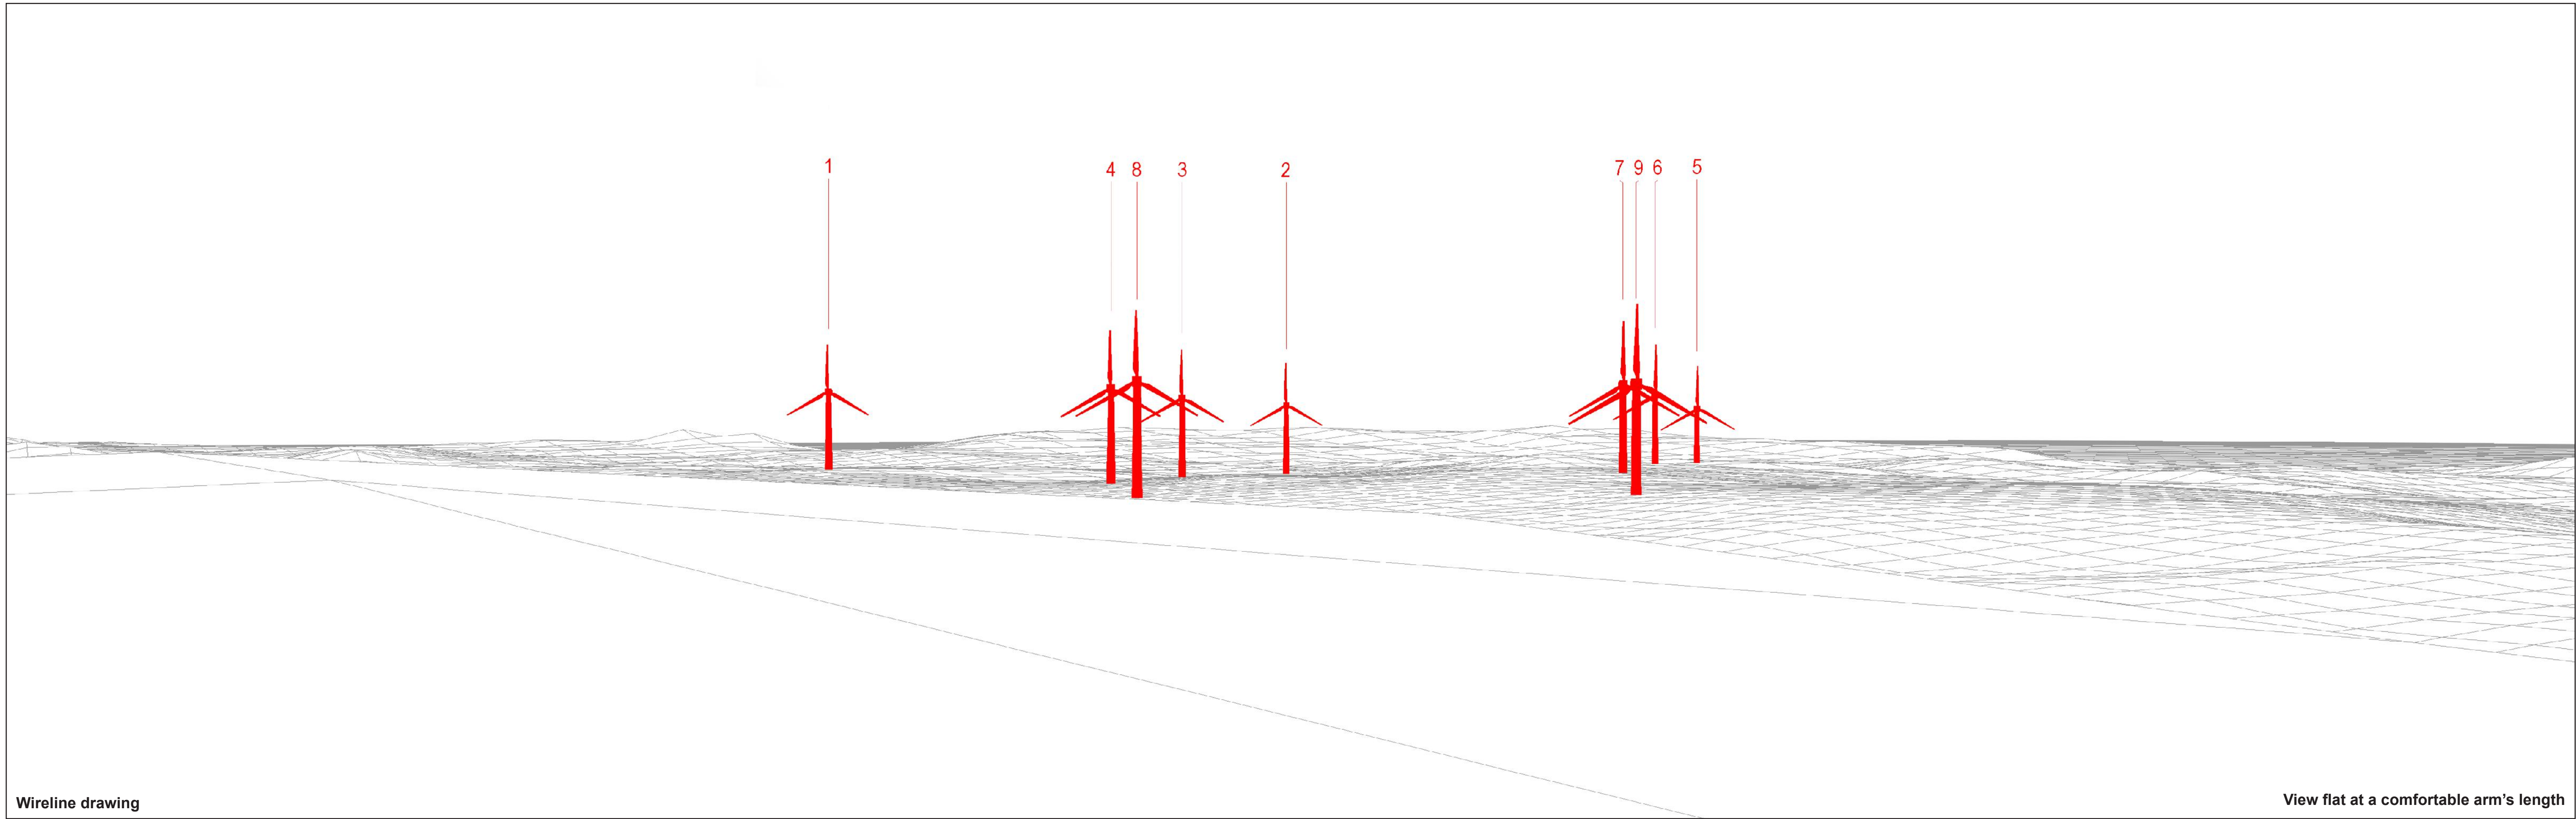 1 4 8 3 2 7 9 6 5
Wireline drawing
View flat at a comfortable arm’s length